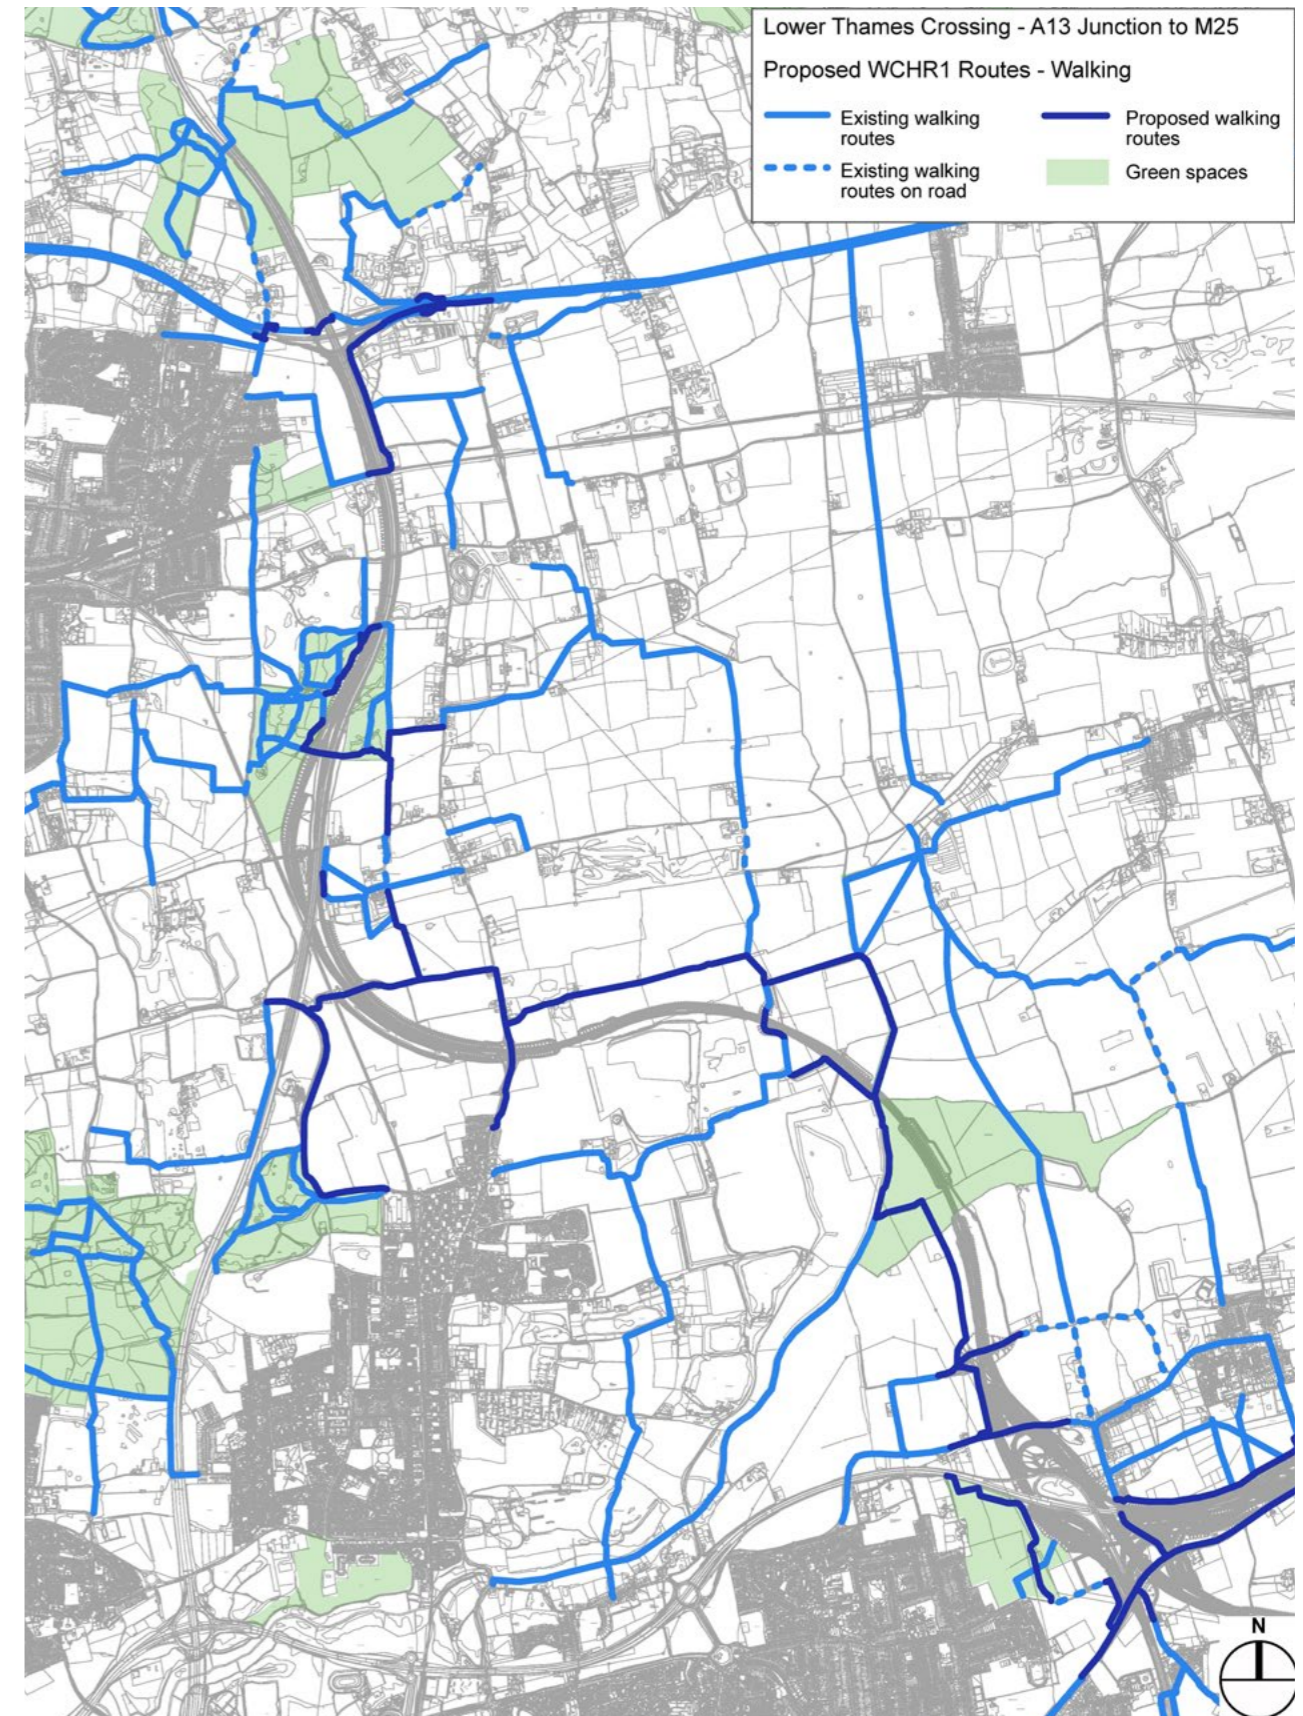 Lower Thames Crossing - A13 Junction to M25
Proposed WCHR1 Routes - Walking
Existing walking
routes
Proposed walking
routes
Existing walking
routes on road
Green spaces
N